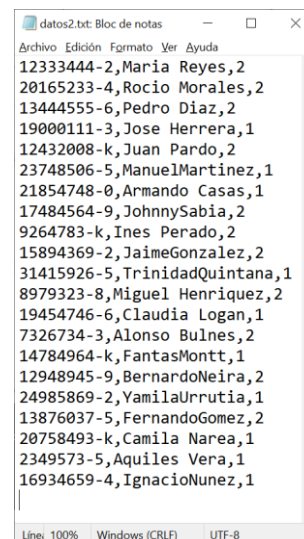 datos2.txt: Bloc de notas
Archivo Edición Formato Ver Ayuda
12333444-2,Maria Reyes,2
20165233-4,Rocio Morales,2
13444555-6,Pedro Diaz,2
19000111-3,Jose Herrera,1
12432008-k,Juan Pardo,2
23748506-5,ManuelMartinez,1
21854748-0,Armando Casas,1
17484564-9,JohnnySabia,2
9264783-k,Ines Perado,2
15894369-2,JaimeGonzalez,2
31415926-5,TrinidadQuintana,1
8979323-8,Miguel Henriquez,2
19454746-6,Claudia Logan,1
7326734-3,Alonso Bulnes,2
14784964-k,FantasMontt,1
12948945-9,BernardoNeira,2
24985869-2,YamilaUrrutia,1
13876037-5,FernandoGomez,2
20758493-k,Camila Narea,1
2349573-5,Aquiles Vera,1
16934659-4,IgnacioNunez,1
Líne 100% Windows (CRLF) UTF-8